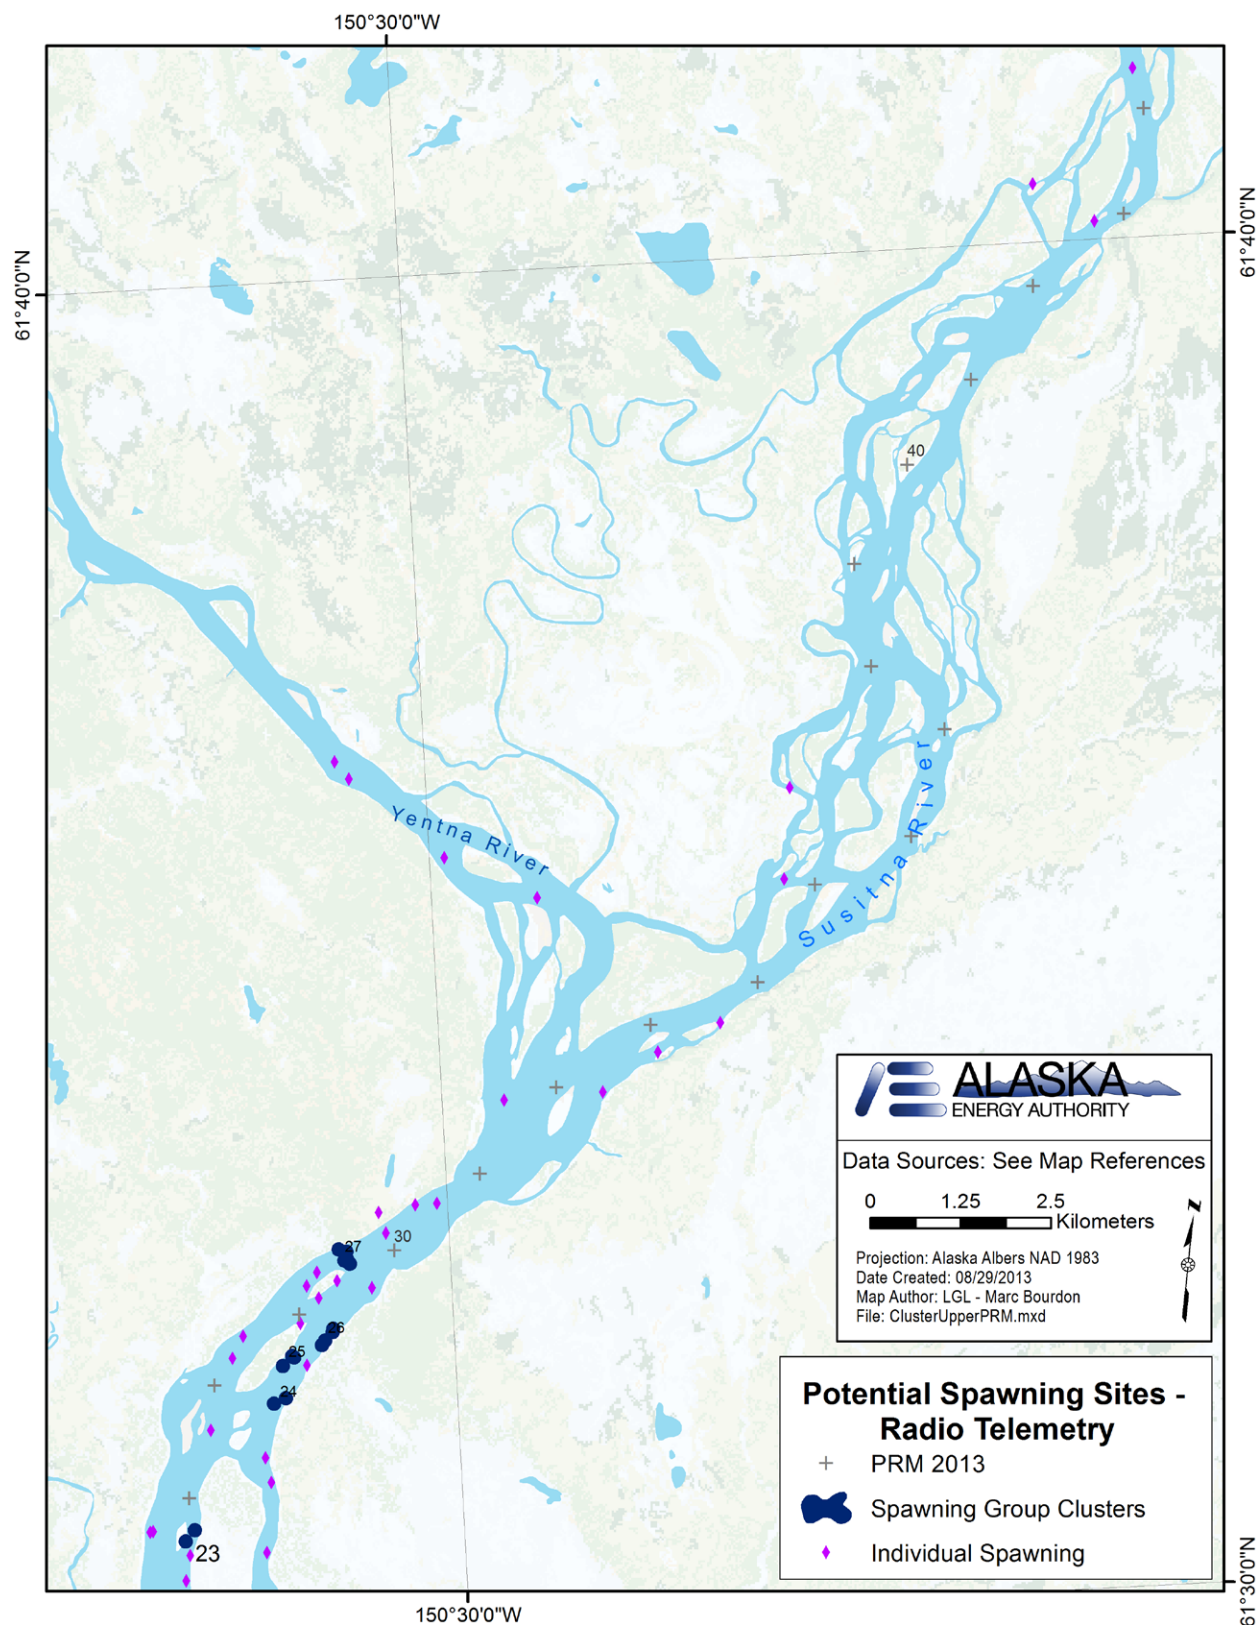 150°30'0"W
61°40'0"N
61°40'0"N
40
Yentna River
Susitna River
30
27
26
25
24
23
ALASKA
ENERGY AUTHORITY
Data Sources: See Map References
0 1.25 2.5
Kilometers
N
Projection: Alaska Albers NAD 1983
Date Created: 08/29/2013
Map Author: LGL - Marc Bourdon
File: ClusterUpperPRM.mxd
Potential Spawning Sites -
Radio Telemetry
PRM 2013
Spawning Group Clusters
Individual Spawning
150°30'0"W
61°30'0"N